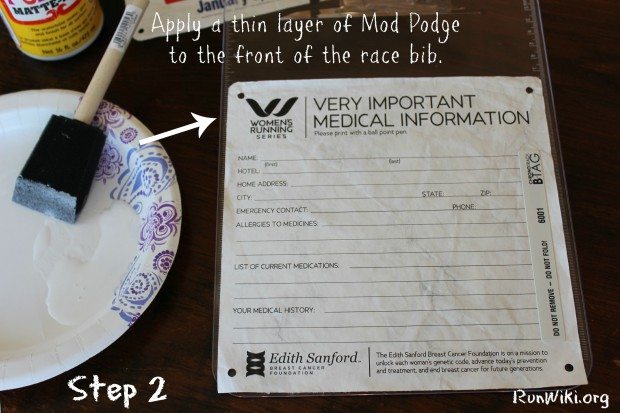 MATTE
January
Apply a thin layer of Mod Podge
to the front of the race bib.
WOMEN'S
RUNNING
SERIES
VERY IMPORTANT
MEDICAL INFORMATION
Please print with a ball point pen.
NAME:
(first) (last)
HOTEL:
HOME ADDRESS:
CITY: STATE: ZIP:
EMERGENCY CONTACT: PHONE:
ALLERGIES TO MEDICINES:
LIST OF CURRENT MEDICATIONS:
YOUR MEDICAL HISTORY:
BTAG
6001
DO NOT REMOVE - DO NOT FOLD!
Edith Sanford
BREAST CANCER
FOUNDATION
The Edith Sanford Breast Cancer Foundation is on a mission to
unlock each woman's genetic code, advance today's prevention
and treatment, and end breast cancer for future generations.
Step 2
RunWiki.org